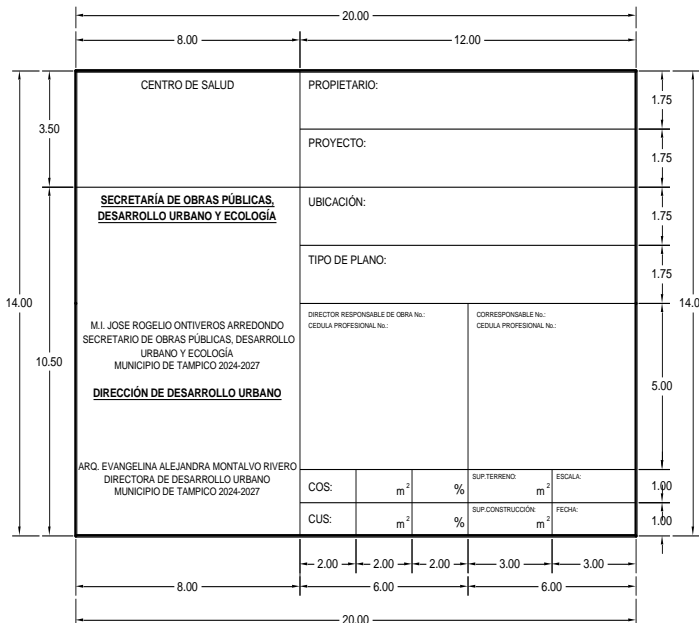 20.00
8.00
12.00
CENTRO DE SALUD
PROPIETARIO:
1.75
3.50
PROYECTO:
1.75
SECRETARÍA DE OBRAS PÚBLICAS,
DESARROLLO URBANO Y ECOLOGÍA
UBICACIÓN:
1.75
TIPO DE PLANO:
1.75
14.00
14.0
10.50
M.I. JOSE ROGELIO ONTIVEROS ARREDONDO
SECRETARIO DE OBRAS PÚBLICAS, DESARROLLO
URBANO Y ECOLOGÍA
MUNICIPIO DE TAMPICO 2024-2027
DIRECCIÓN DE DESARROLLO URBANO
DIRECTOR RESPONSABLE DE OBRA No.:
CEDULA PROFESIONAL No.:
CORRESPONSABLE No.:
CEDULA PROFESIONAL No.:
5.00
ARQ. EVANGELINA ALEJANDRA MONTALVO RIVERO
DIRECTORA DE DESARROLLO URBANO
MUNICIPIO DE TAMPICO 2024-2027
COS: m² % SUP.TERRENO: m² ESCALA:
1.00
CUS: m² % SUP.CONSTRUCCIÓN: m² FECHA:
1.00
2.00 2.00 2.00 3.00 3.00
8.00 6.00 6.00
20.00